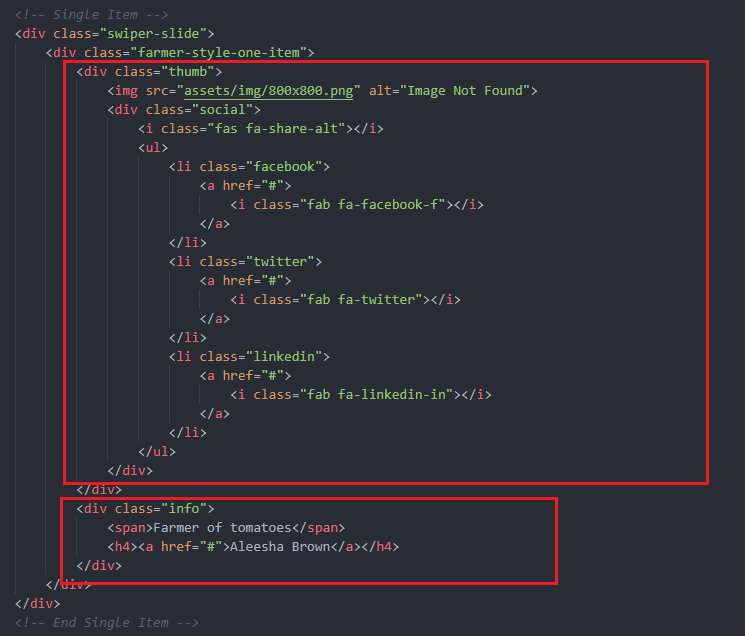 <!-- Single Item -->
<div class="swiper-slide">
    <div class="farmer-style-one-item">
        <div class="thumb">
            <img src="assets/img/800x800.png" alt="Image Not Found">
            <div class="social">
                <i class="fas fa-share-alt"></i>
                <ul>
                    <li class="facebook">
                        <a href="#">
                            <i class="fab fa-facebook-f"></i>
                        </a>
                    </li>
                    <li class="twitter">
                        <a href="#">
                            <i class="fab fa-twitter"></i>
                        </a>
                    </li>
                    <li class="linkedin">
                        <a href="#">
                            <i class="fab fa-linkedin-in"></i>
                        </a>
                    </li>
                </ul>
            </div>
        </div>
        <div class="info">
            <span>Farmer of tomatoes</span>
            <h4><a href="#">Aleesha Brown</a></h4>
        </div>
    </div>
</div>
<!-- End Single Item -->